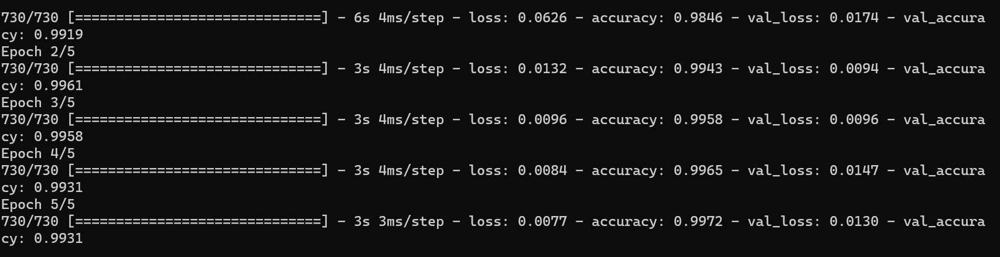 730/730 [==============================] - 6s 4ms/step - loss: 0.0626 - accuracy: 0.9846 - val_loss: 0.0174 - val_accura
cy: 0.9919
Epoch 2/5
730/730 [==============================] - 3s 4ms/step - loss: 0.0132 - accuracy: 0.9943 - val_loss: 0.0094 - val_accura
cy: 0.9961
Epoch 3/5
730/730 [==============================] - 3s 4ms/step - loss: 0.0096 - accuracy: 0.9958 - val_loss: 0.0096 - val_accura
cy: 0.9958
Epoch 4/5
730/730 [==============================] - 3s 4ms/step - loss: 0.0084 - accuracy: 0.9965 - val_loss: 0.0147 - val_accura
cy: 0.9931
Epoch 5/5
730/730 [==============================] - 3s 3ms/step - loss: 0.0077 - accuracy: 0.9972 - val_loss: 0.0130 - val_accura
cy: 0.9931